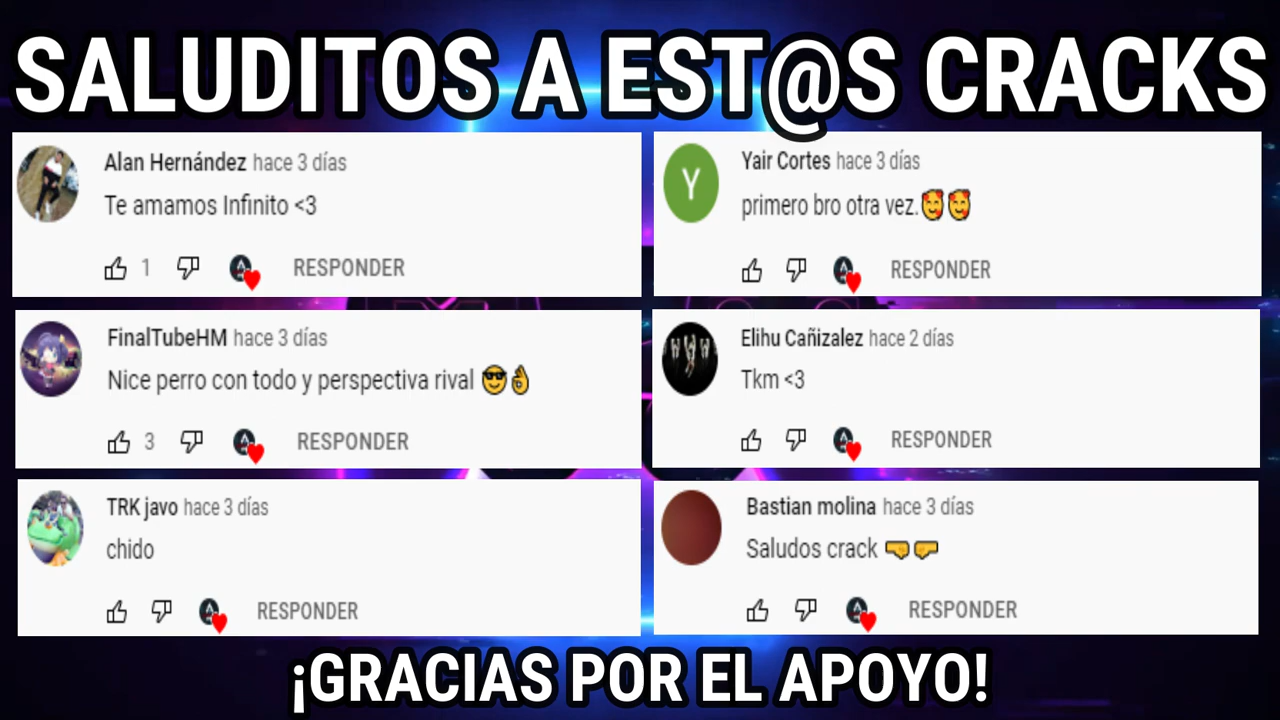 SALUDITOS A EST@S CRACKS
Alan Hernández hace 3 días
Te amamos Infinito <3
1 RESPONDER
Yair Cortes hace 3 días
primero bro otra vez.🥰🥰
RESPONDER
FinalTubeHM hace 3 días
Nice perro con todo y perspectiva rival 😎👌
3 RESPONDER
Elihu Cañizalez hace 2 días
Tkm <3
RESPONDER
TRK javo hace 3 días
chido
RESPONDER
Bastian molina hace 3 días
Saludos crack 🤜🤛
RESPONDER
¡GRACIAS POR EL APOYO!